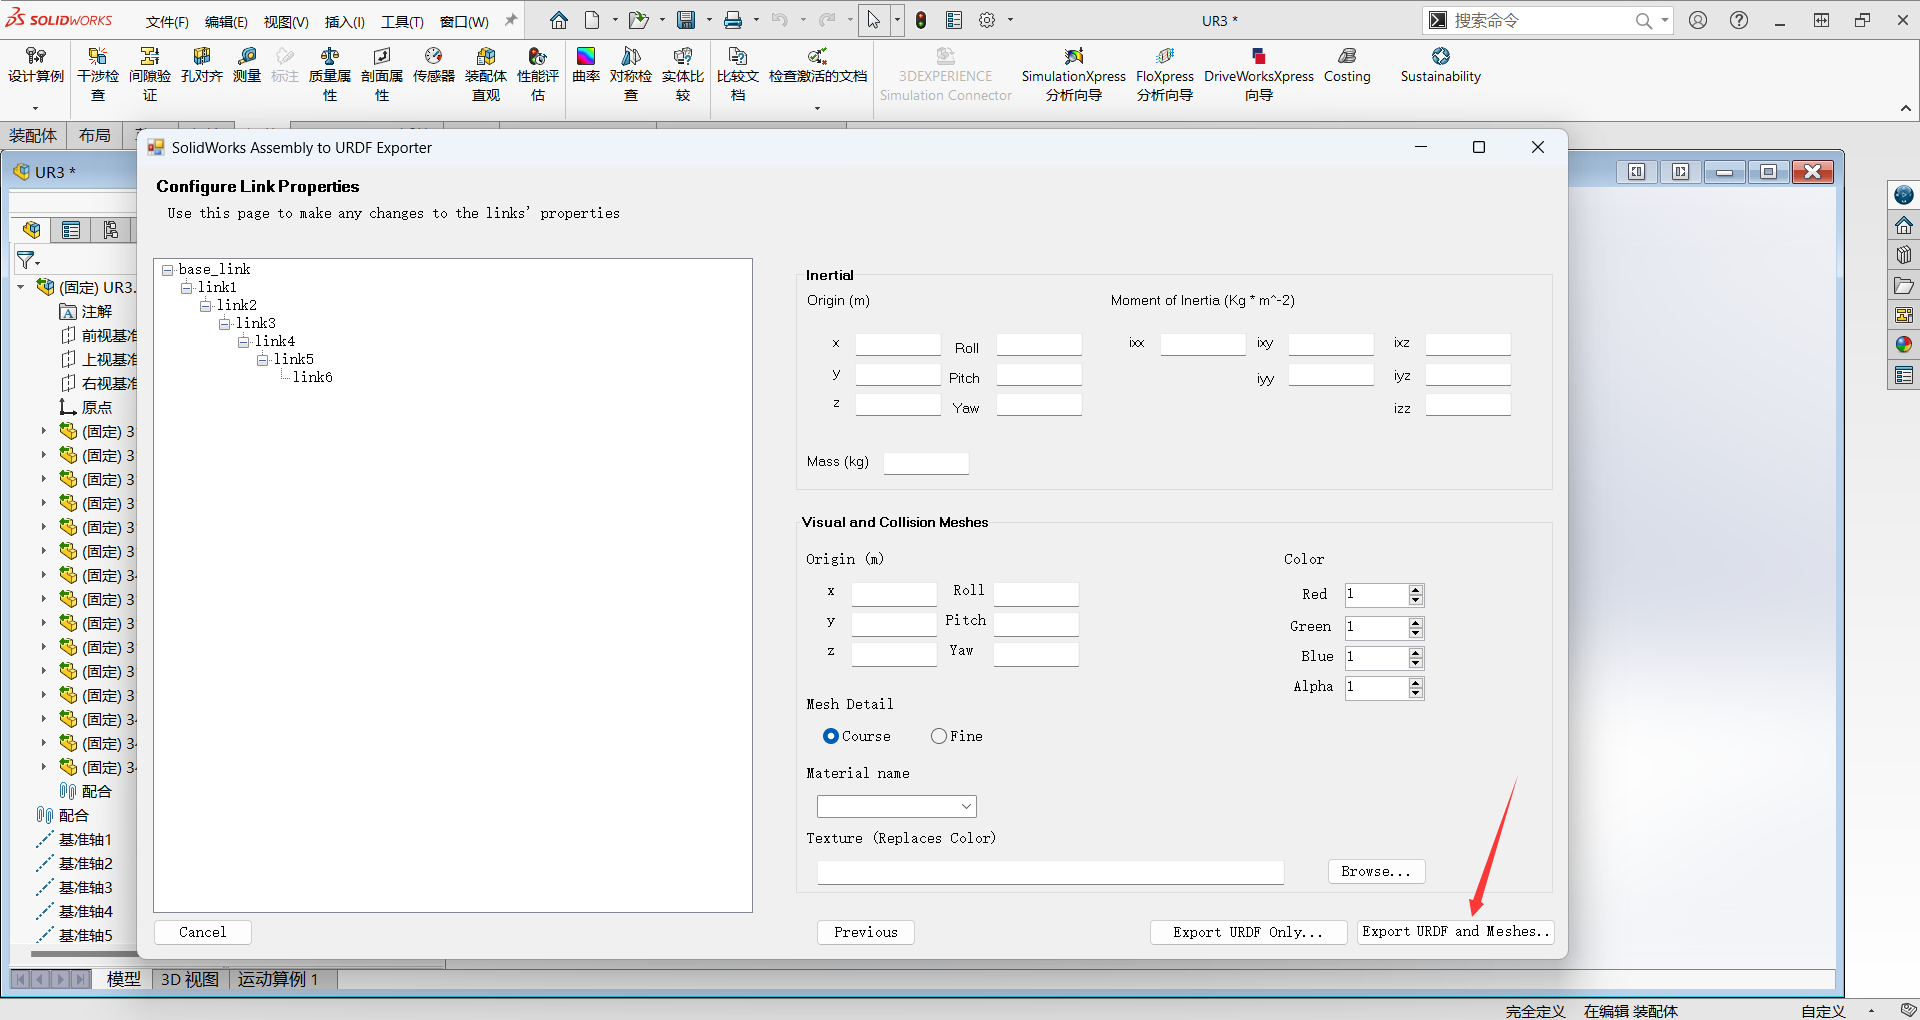 SOLIDWORKS
文件(F) 编辑(E) 视图(V) 插入(I) 工具(T) 窗口(W)
UR3 *
搜索命令
设计算例
干涉检查
间隙验证
孔对齐
测量
标注
质量属性
剖面属性
传感器
装配体直观
性能评估
曲率
对称检查
实体比较
比较文档
检查激活的文档
3DEXPERIENCE
Simulation Connector
SimulationXpress
分析向导
FloXpress
分析向导
DriveWorksXpress
向导
Costing
Sustainability
装配体 布局
UR3 *
(固定) UR3.
注解
前视基准
上视基准
右视基准
原点
(固定) 3
(固定) 3
(固定) 3
(固定) 3
(固定) 3
(固定) 3
(固定) 34
(固定) 3
(固定) 3
(固定) 3
(固定) 3
(固定) 3
(固定) 34
(固定) 34
(固定) 34
配合
配合
基准轴1
基准轴2
基准轴3
基准轴4
基准轴5
SolidWorks Assembly to URDF Exporter
Configure Link Properties
Use this page to make any changes to the links' properties
base_link
link1
link2
link3
link4
link5
link6
Inertial
Origin (m) Moment of Inertia (Kg * m^-2)
x Roll ixx ixy ixz
y Pitch iyy iyz
z Yaw izz
Mass (kg)
Visual and Collision Meshes
Origin (m) Color
x Roll Red 1
y Pitch Green 1
z Yaw Blue 1
Alpha 1
Mesh Detail
Course Fine
Material name
Texture (Replaces Color)
Browse...
Cancel Previous Export URDF Only... Export URDF and Meshes..
模型 3D 视图 运动算例 1
完全定义 在编辑 装配体 自定义